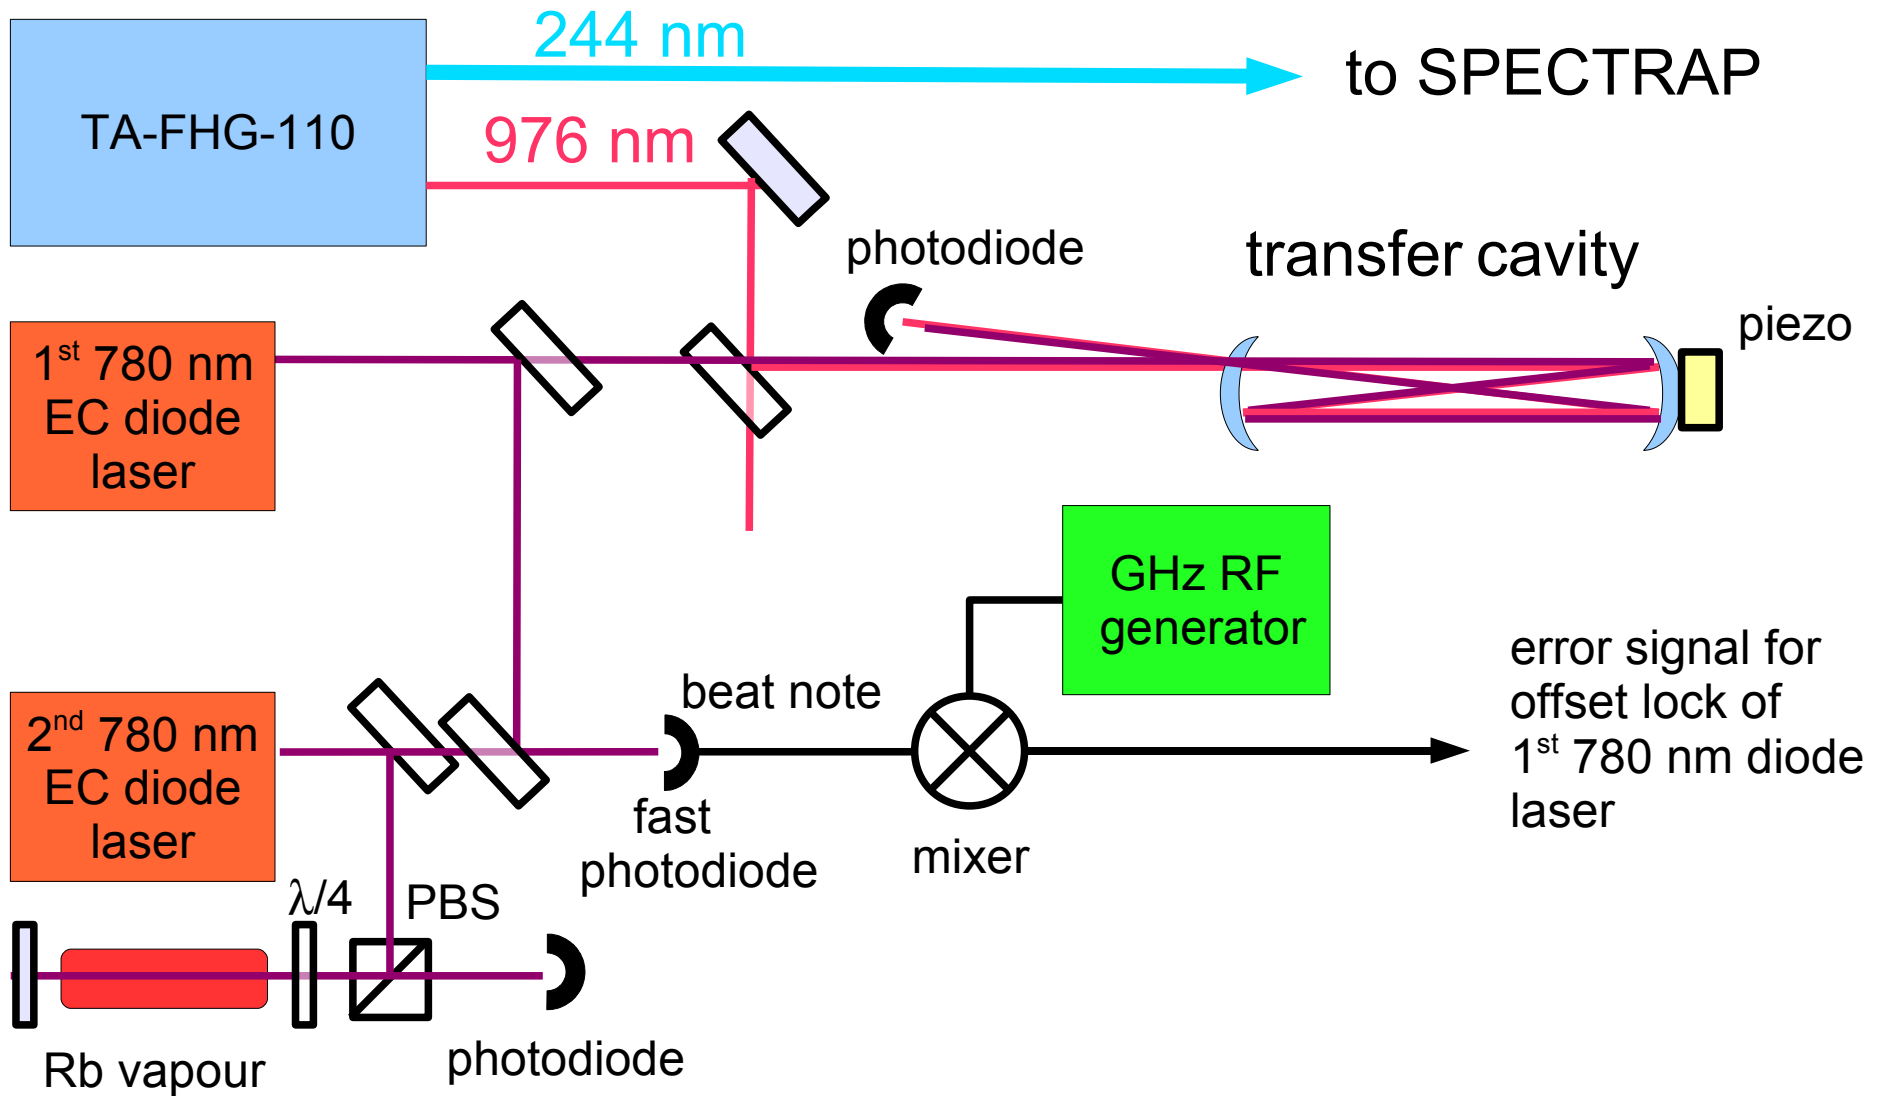 244 nm
to SPECTRAP
TA-FHG-110
976 nm
photodiode
transfer cavity
piezo
1st 780 nm
EC diode
laser
GHz RF
generator
error signal for
offset lock of
1st 780 nm diode
laser
2nd 780 nm
EC diode
laser
beat note
fast
photodiode
mixer
λ/4
PBS
photodiode
Rb vapour